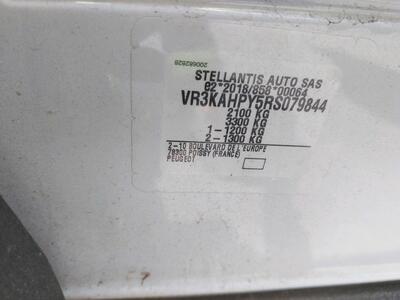 200682828
STELLANTIS AUTO SAS
e2*2018/858*00064
VR3KAHPY5RS079844
2100 KG
3300 KG
1-1200 KG
2-1300 KG
2-10 BOULEVARD DE L'EUROPE
78300 POISSY (FRANCE)
PEUGEOT